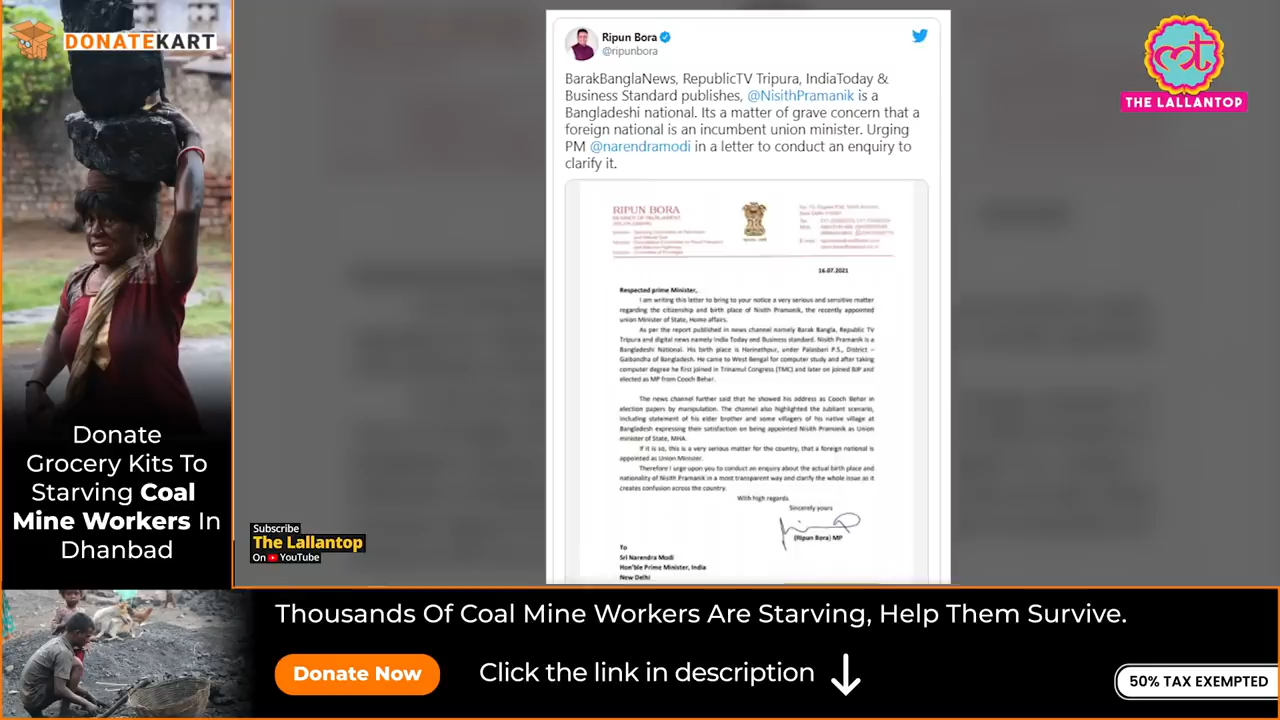 DONATEKART
Donate
Grocery Kits To
Starving Coal
Mine Workers In
Dhanbad
Ripun Bora
@ripunbora
BarakBanglaNews, RepublicTV Tripura, IndiaToday &
Business Standard publishes, @NisithPramanik is a
Bangladeshi national. Its a matter of grave concern that a
foreign national is an incumbent union minister. Urging
PM @narendramodi in a letter to conduct an enquiry to
clarify it.
RIPUN BORA
16.07.2021
Respected prime Minister,
I am writing this letter to bring to your notice a very serious and sensitive matter
regarding the citizenship and birth place of Nisith Pramanik, the recently appointed
union Minister of State, Home affairs.
As per the report published in news channel namely Barak Bangla, Republic TV
Tripura and digital news namely India Today and Business standard. Nisith Pramanik is a
Bangladeshi National. His birth place is Harinathpur, under Palasbari P.S., District –
Gaibandha of Bangladesh. He came to West Bengal for computer study and after taking
computer degree he first joined in Trinamul Congress (TMC) and later on joined BJP and
elected as MP from Cooch Behar.
The news channel further said that he showed his address as Cooch Behar in
election papers by manipulation. The channel also highlighted the Jubilant scenario,
including statement of his elder brother and some villagers of his native village at
Bangladesh expressing their satisfaction on being appointed Nisith Pramanik as Union
minister of State, MHA.
If it is so, this is a very serious matter for the country, that a foreign national is
appointed as Union Minister.
Therefore I urge upon you to conduct an enquiry about the actual birth place and
nationality of Nisith Pramanik in a most transparent way and clarify the whole issue as it
creates confusion across the country.
With high regards
Sincerely yours
(Ripun Bora) MP
To
Sri Narendra Modi
Hon'ble Prime Minister, India
New Delhi
THE LALLANTOP
Subscribe
The Lallantop
On YouTube
Thousands Of Coal Mine Workers Are Starving, Help Them Survive.
Donate Now
Click the link in description
50% TAX EXEMPTED